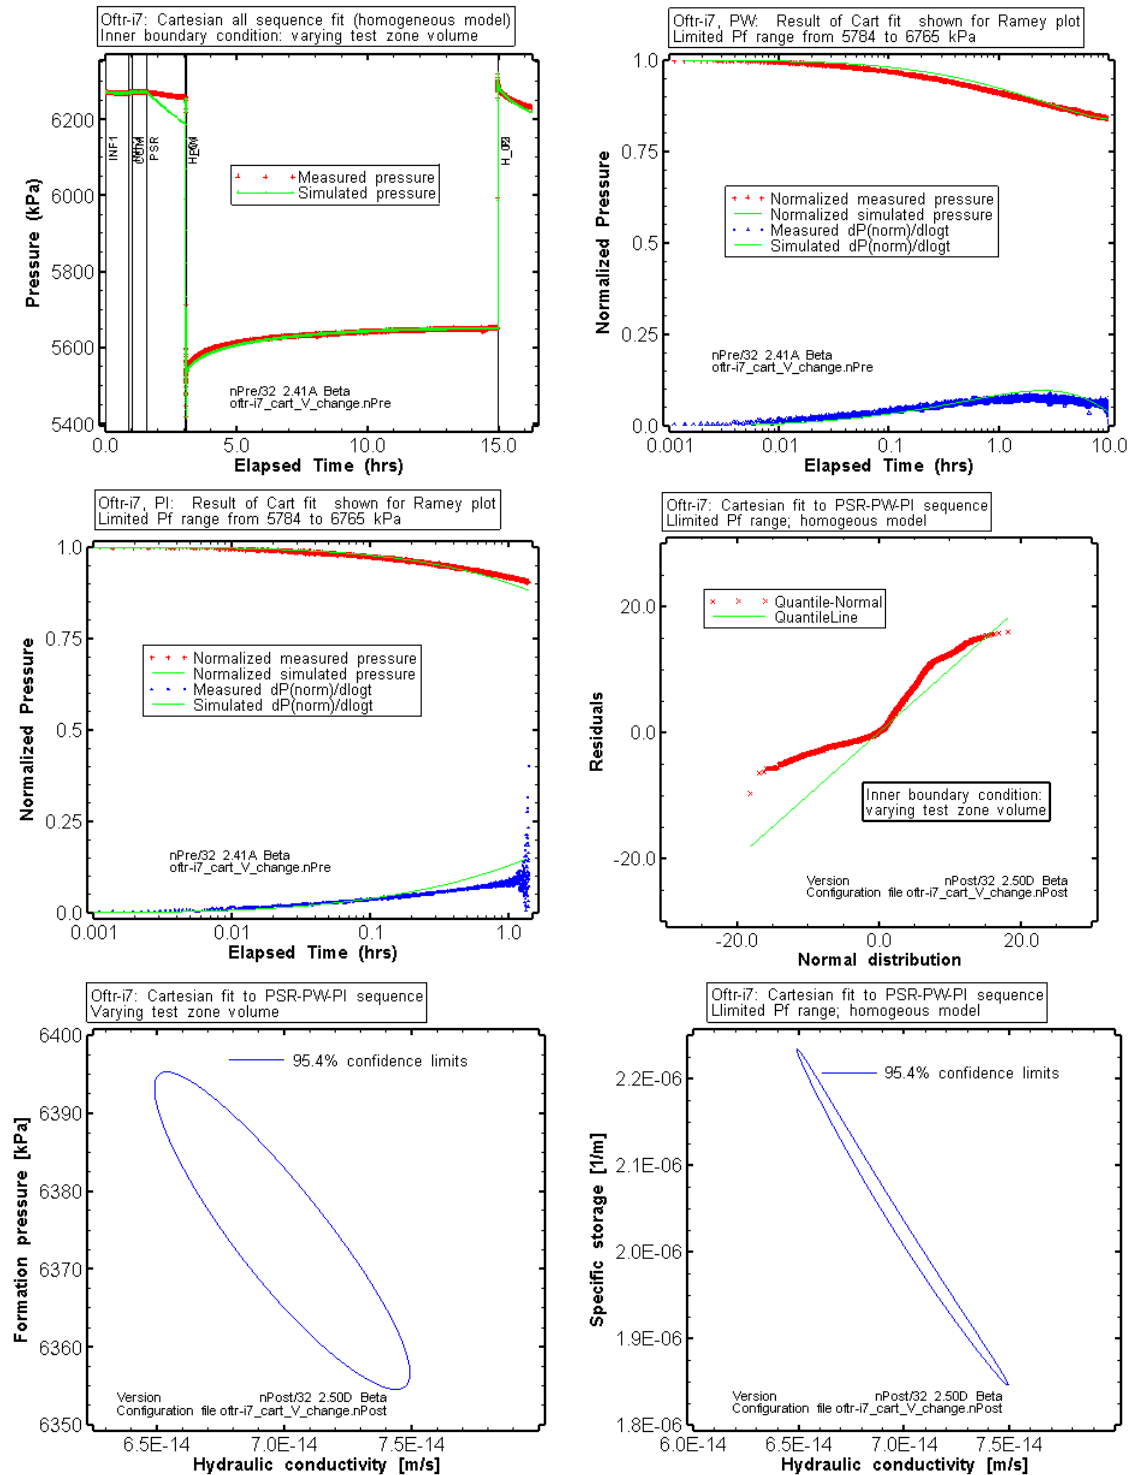 Oftr-i7: Cartesian all sequence fit (homogeneous model)
Inner boundary condition: varying test zone volume
Pressure (kPa)
6200
6000
5800
5600
5400
INF1
COM
PSR
Measured pressure
Simulated pressure
nPre/32 2.41A Beta
oftr-i7_cart_V_change.nPre
0.0
5.0
10.0
15.0
Elapsed Time (hrs)
Oftr-i7, PW: Result of Cart fit shown for Ramey plot
Limited Pf range from 5784 to 6765 kPa
Normalized Pressure
1.0
0.75
0.5
0.25
0.0
Normalized measured pressure
Normalized simulated pressure
Measured dP(norm)/dlogt
Simulated dP(norm)/dlogt
nPre/32 2.41A Beta
oftr-i7_cart_V_change.nPre
0.001
0.01
0.1
1.0
10.0
Elapsed Time (hrs)
Oftr-i7, PI: Result of Cart fit shown for Ramey plot
Llimited Pf range from 5784 to 6765 kPa
Normalized Pressure
1.0
0.75
0.5
0.25
0.0
Normalized measured pressure
Normalized simulated pressure
Measured dP(norm)/dlogt
Simulated dP(norm)/dlogt
nPre/32 2.41A Beta
oftr-i7_cart_V_change.nPre
0.001
0.01
0.1
1.0
Elapsed Time (hrs)
Oftr-i7: Cartesian fit to PSR-PW-PI sequence
Llimited Pf range; homogeous model
Residuals
20.0
0.0
-20.0
Quantile-Normal
QuantileLine
Inner boundary condition:
varying test zone volume
Version nPost/32 2.50D Beta
Configuration file oftr-i7_cart_V_change.nPost
-20.0
0.0
20.0
Normal distribution
Oftr-i7: Cartesian fit to PSR-PW-PI sequence
Varying test zone volume
Formation pressure [kPa]
6400
6390
6380
6370
6360
6350
95.4% confidence limits
Version nPost/32 2.50D Beta
Configuration file oftr-i7_cart_V_change.nPost
6.5E-14
7.0E-14
7.5E-14
Hydraulic conductivity [m/s]
Oftr-i7: Cartesian fit to PSR-PW-PI sequence
Llimited Pf range; homogeous model
Specific storage [1/m]
2.2E-06
2.1E-06
2.0E-06
1.9E-06
1.8E-06
95.4% confidence limits
Version nPost/32 2.50D Beta
Configuration file oftr-i7_cart_V_change.nPost
6.0E-14
6.5E-14
7.0E-14
7.5E-14
Hydraulic conductivity [m/s]